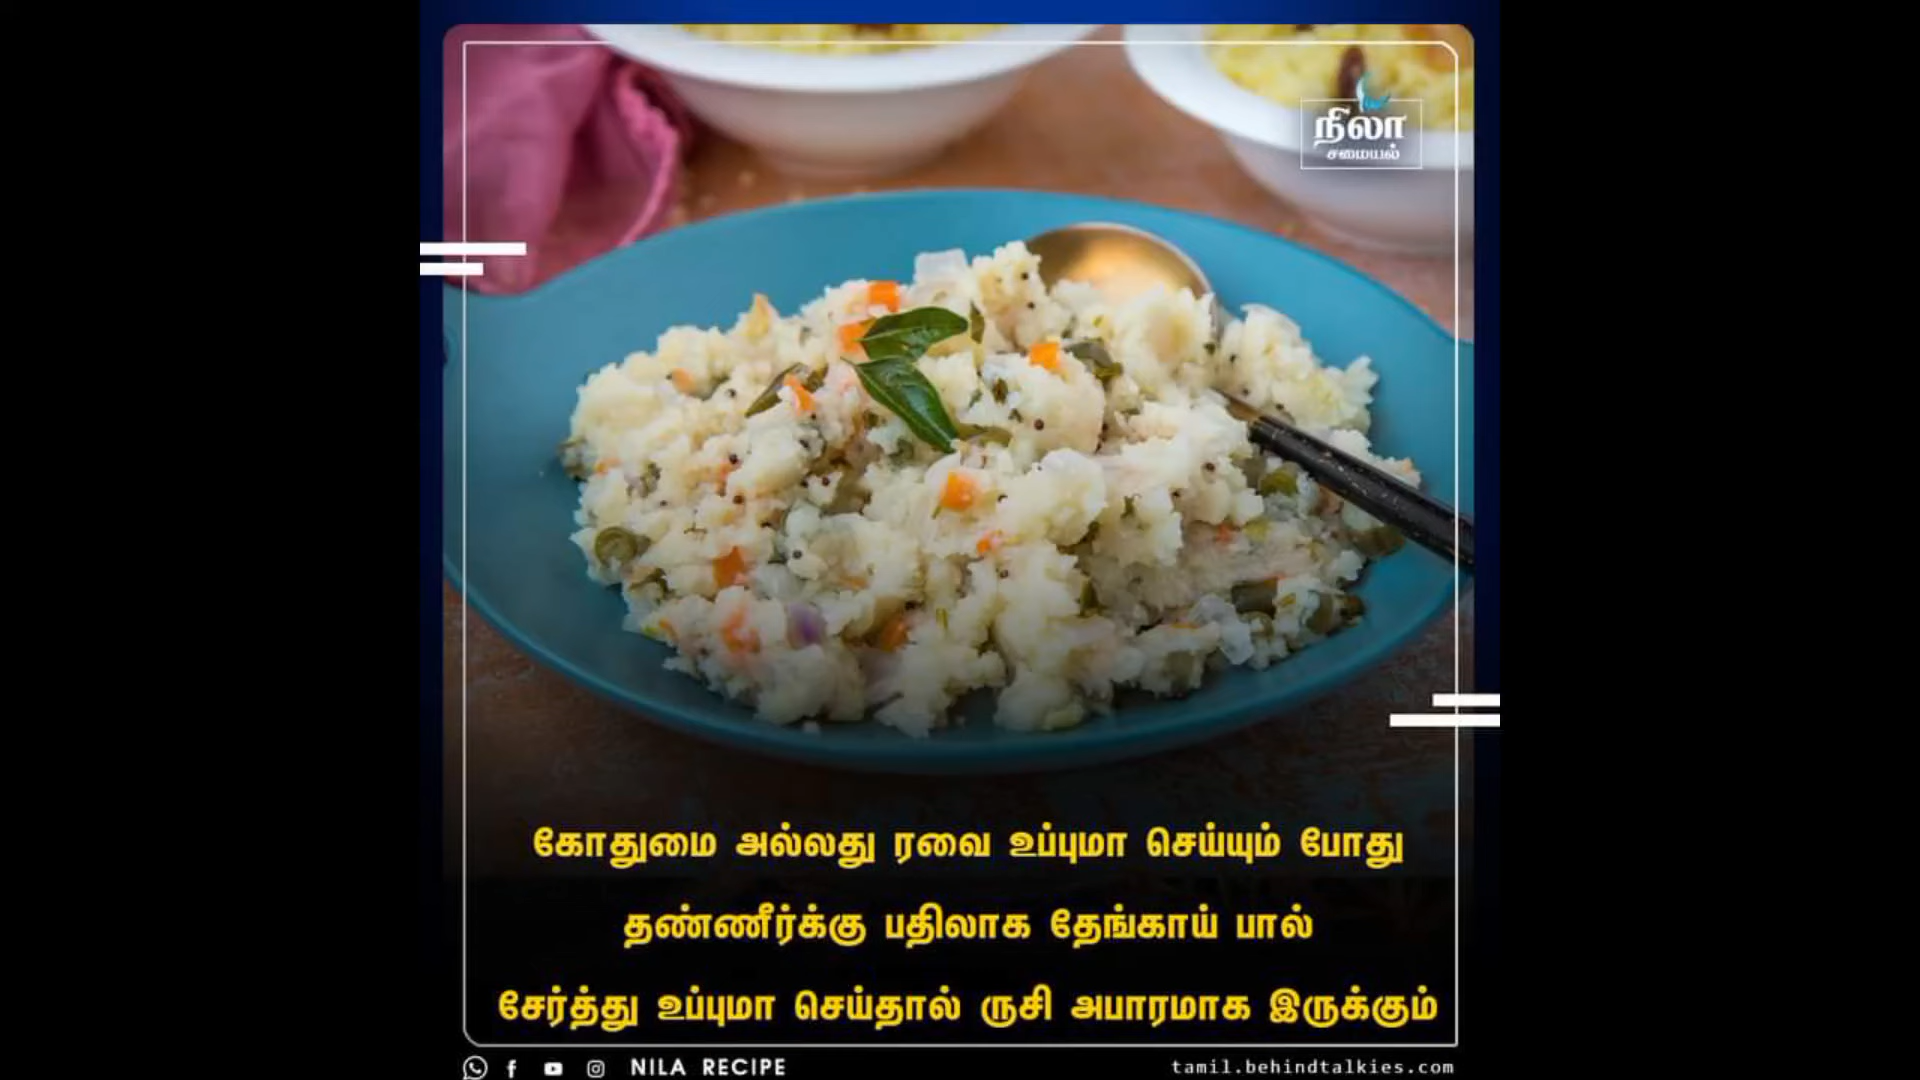 நிலா
சமையல்
கோதுமை அல்லது ரவை உப்புமா செய்யும் போது
தண்ணீர்க்கு பதிலாக தேங்காய் பால்
சேர்த்து உப்புமா செய்தால் ருசி அபாரமாக இருக்கும்
NILA RECIPE
tamil.behindtalkies.com